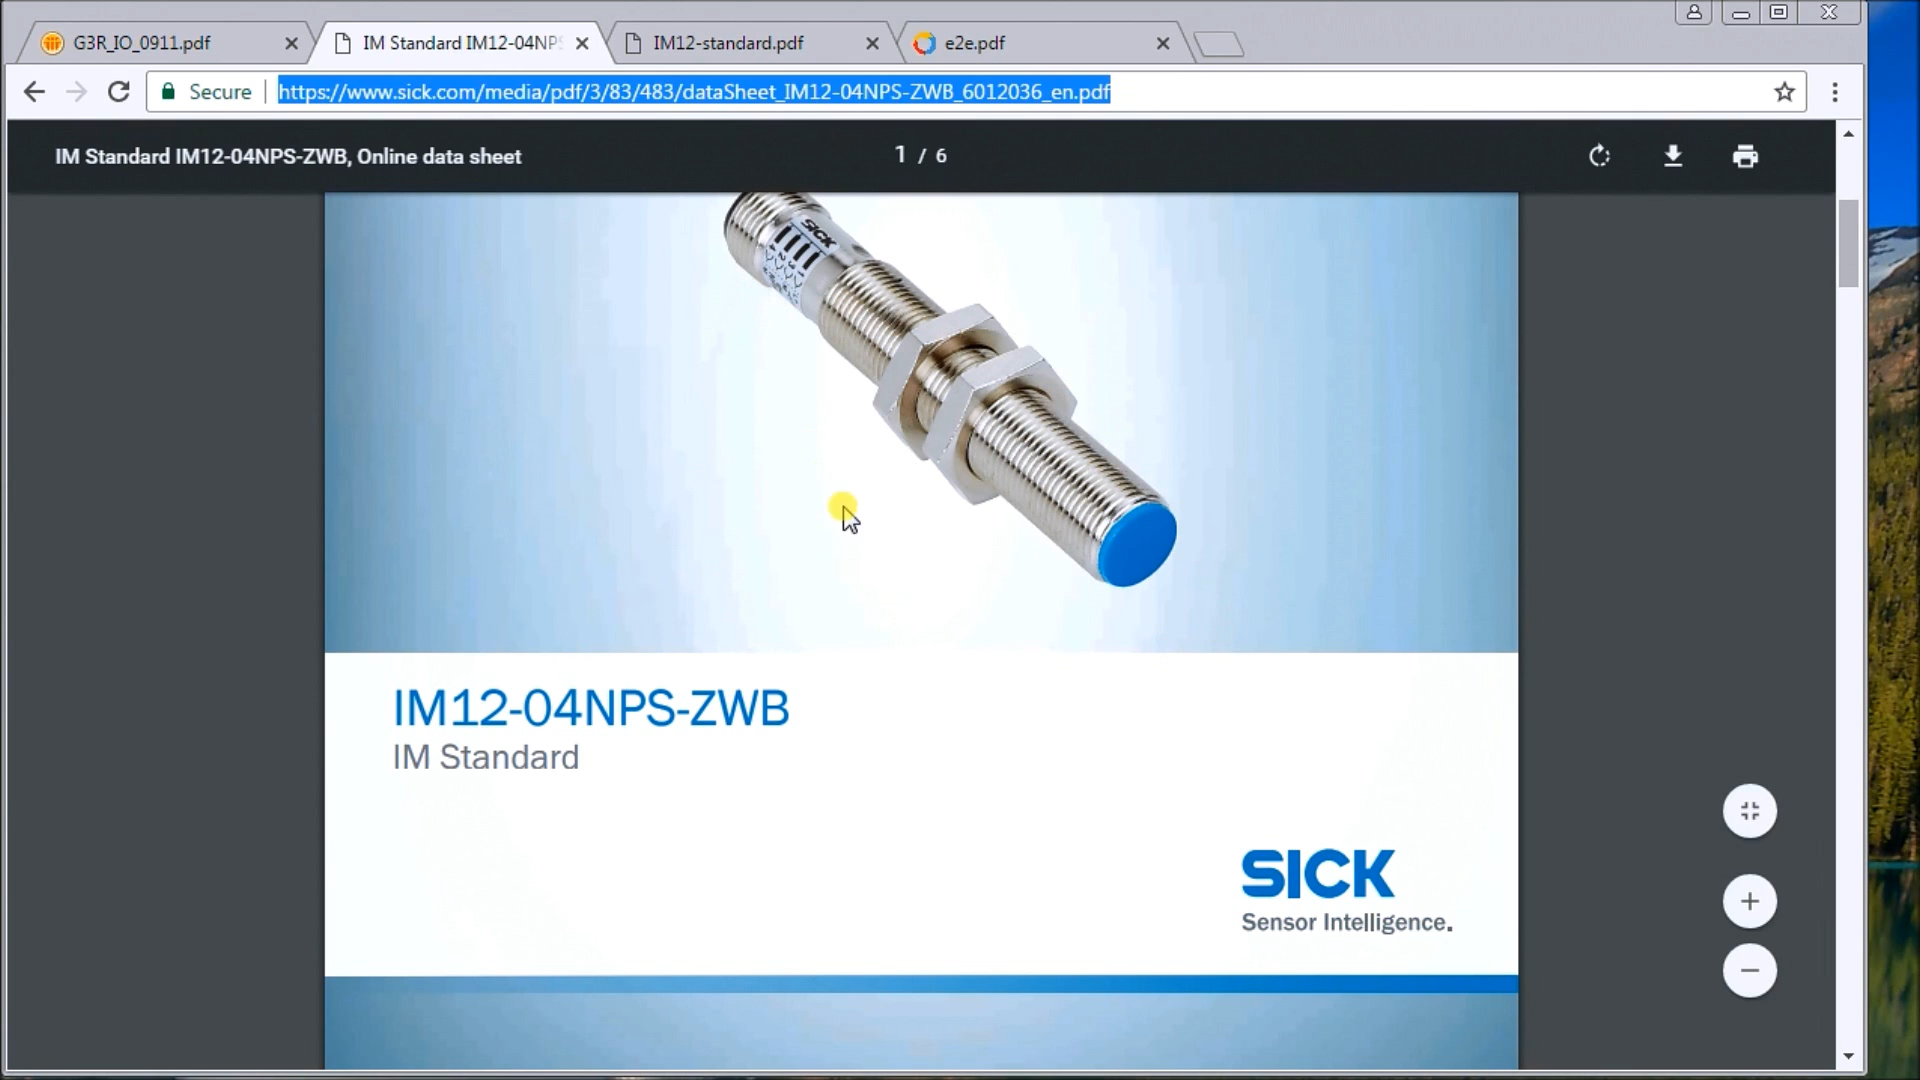 G3R_IO_0911.pdf
IM Standard IM12-04NPS
IM12-standard.pdf
e2e.pdf
Secure
https://www.sick.com/media/pdf/3/83/483/dataSheet_IM12-04NPS-ZWB_6012036_en.pdf
IM Standard IM12-04NPS-ZWB, Online data sheet
1 / 6
SICK
IM12-04NPS-ZWB
IM Standard
SICK
Sensor Intelligence.